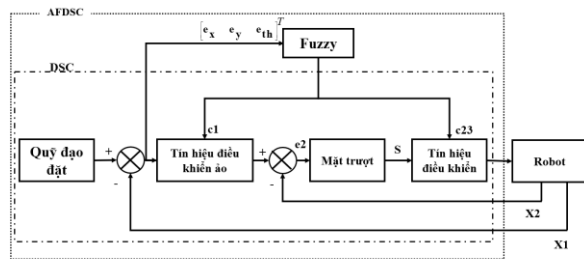 AFDSC
[e_x e_y e_th]^T
Fuzzy
DSC
c1
c23
Quỹ đạo
đặt
+
-
Tín hiệu điều
khiển ảo
+
-
e2
Mặt trượt
S
Tín hiệu
điều khiển
Robot
X2
X1